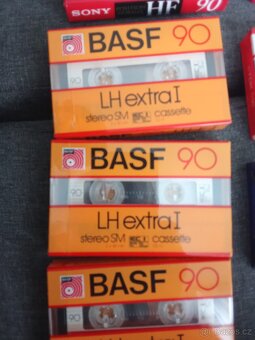 SONY HF 90
BASF 90
LH extra I
stereo SM cassette
BASF 90
90
LH extra I
stereo SM cassette
BASF 90
90